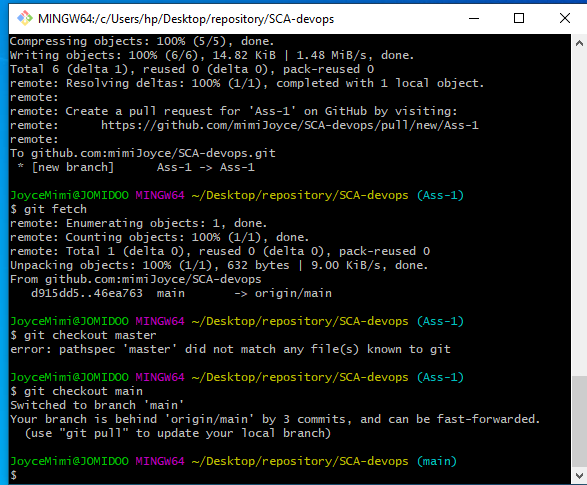 MINGW64:/c/Users/hp/Desktop/repository/SCA-devops
Compressing objects: 100% (5/5), done.
Writing objects: 100% (6/6), 14.82 KiB | 1.48 MiB/s, done.
Total 6 (delta 1), reused 0 (delta 0), pack-reused 0
remote: Resolving deltas: 100% (1/1), completed with 1 local object.
remote:
remote: Create a pull request for 'Ass-1' on GitHub by visiting:
remote:      https://github.com/mimiJoyce/SCA-devops/pull/new/Ass-1
remote:
To github.com:mimiJoyce/SCA-devops.git
 * [new branch]      Ass-1 -> Ass-1
JoyceMimi@JOMIDOO MINGW64 ~/Desktop/repository/SCA-devops (Ass-1)
$ git fetch
remote: Enumerating objects: 1, done.
remote: Counting objects: 100% (1/1), done.
remote: Total 1 (delta 0), reused 0 (delta 0), pack-reused 0
Unpacking objects: 100% (1/1), 632 bytes | 9.00 KiB/s, done.
From github.com:mimiJoyce/SCA-devops
   d915dd5..46ea763  main       -> origin/main
JoyceMimi@JOMIDOO MINGW64 ~/Desktop/repository/SCA-devops (Ass-1)
$ git checkout master
error: pathspec 'master' did not match any file(s) known to git
JoyceMimi@JOMIDOO MINGW64 ~/Desktop/repository/SCA-devops (Ass-1)
$ git checkout main
Switched to branch 'main'
Your branch is behind 'origin/main' by 3 commits, and can be fast-forwarded.
  (use "git pull" to update your local branch)
JoyceMimi@JOMIDOO MINGW64 ~/Desktop/repository/SCA-devops (main)
$